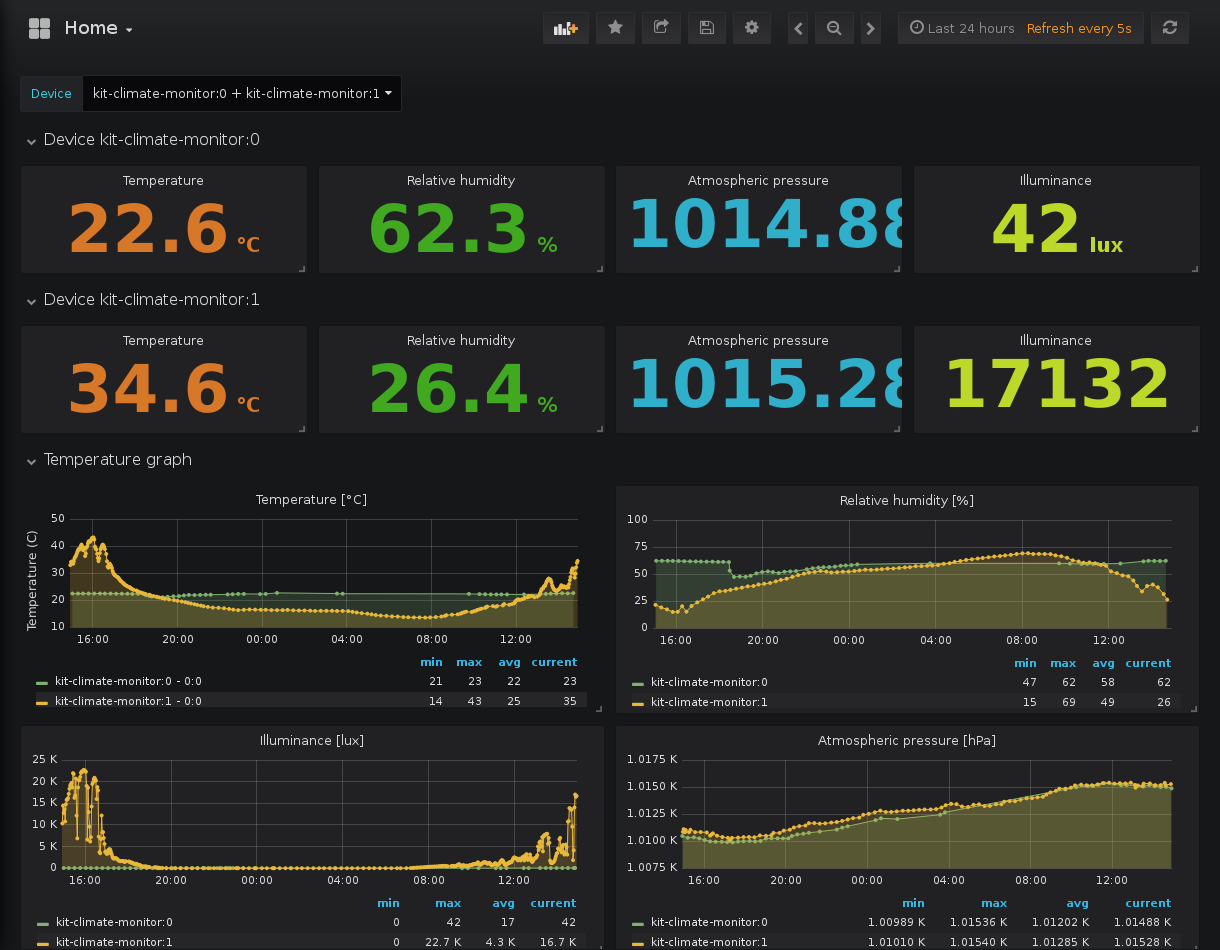 Home
Last 24 hours Refresh every 5s
Device kit-climate-monitor:0 + kit-climate-monitor:1
Device kit-climate-monitor:0
Temperature Relative humidity Atmospheric pressure Illuminance
22.6 °C 62.3 % 1014.88 42 lux
Device kit-climate-monitor:1
Temperature Relative humidity Atmospheric pressure Illuminance
34.6 °C 26.4 % 1015.28 17132
Temperature graph
Temperature [°C]
Temperature (C)
50
40
30
20
10
16:00 20:00 00:00 04:00 08:00 12:00
min max avg current
kit-climate-monitor:0 - 0:0 21 23 22 23
kit-climate-monitor:1 - 0:0 14 43 25 35
Relative humidity [%]
100
75
50
25
0
16:00 20:00 00:00 04:00 08:00 12:00
min max avg current
kit-climate-monitor:0 47 62 58 62
kit-climate-monitor:1 15 69 49 26
Illuminance [lux]
25 K
20 K
15 K
10 K
5 K
0
16:00 20:00 00:00 04:00 08:00 12:00
min max avg current
kit-climate-monitor:0 0 42 17 42
kit-climate-monitor:1 0 22.7 K 4.3 K 16.7 K
Atmospheric pressure [hPa]
1.0175 K
1.0150 K
1.0125 K
1.0100 K
1.0075 K
16:00 20:00 00:00 04:00 08:00 12:00
min max avg current
kit-climate-monitor:0 1.00989 K 1.01536 K 1.01202 K 1.01488 K
kit-climate-monitor:1 1.01010 K 1.01540 K 1.01285 K 1.01528 K